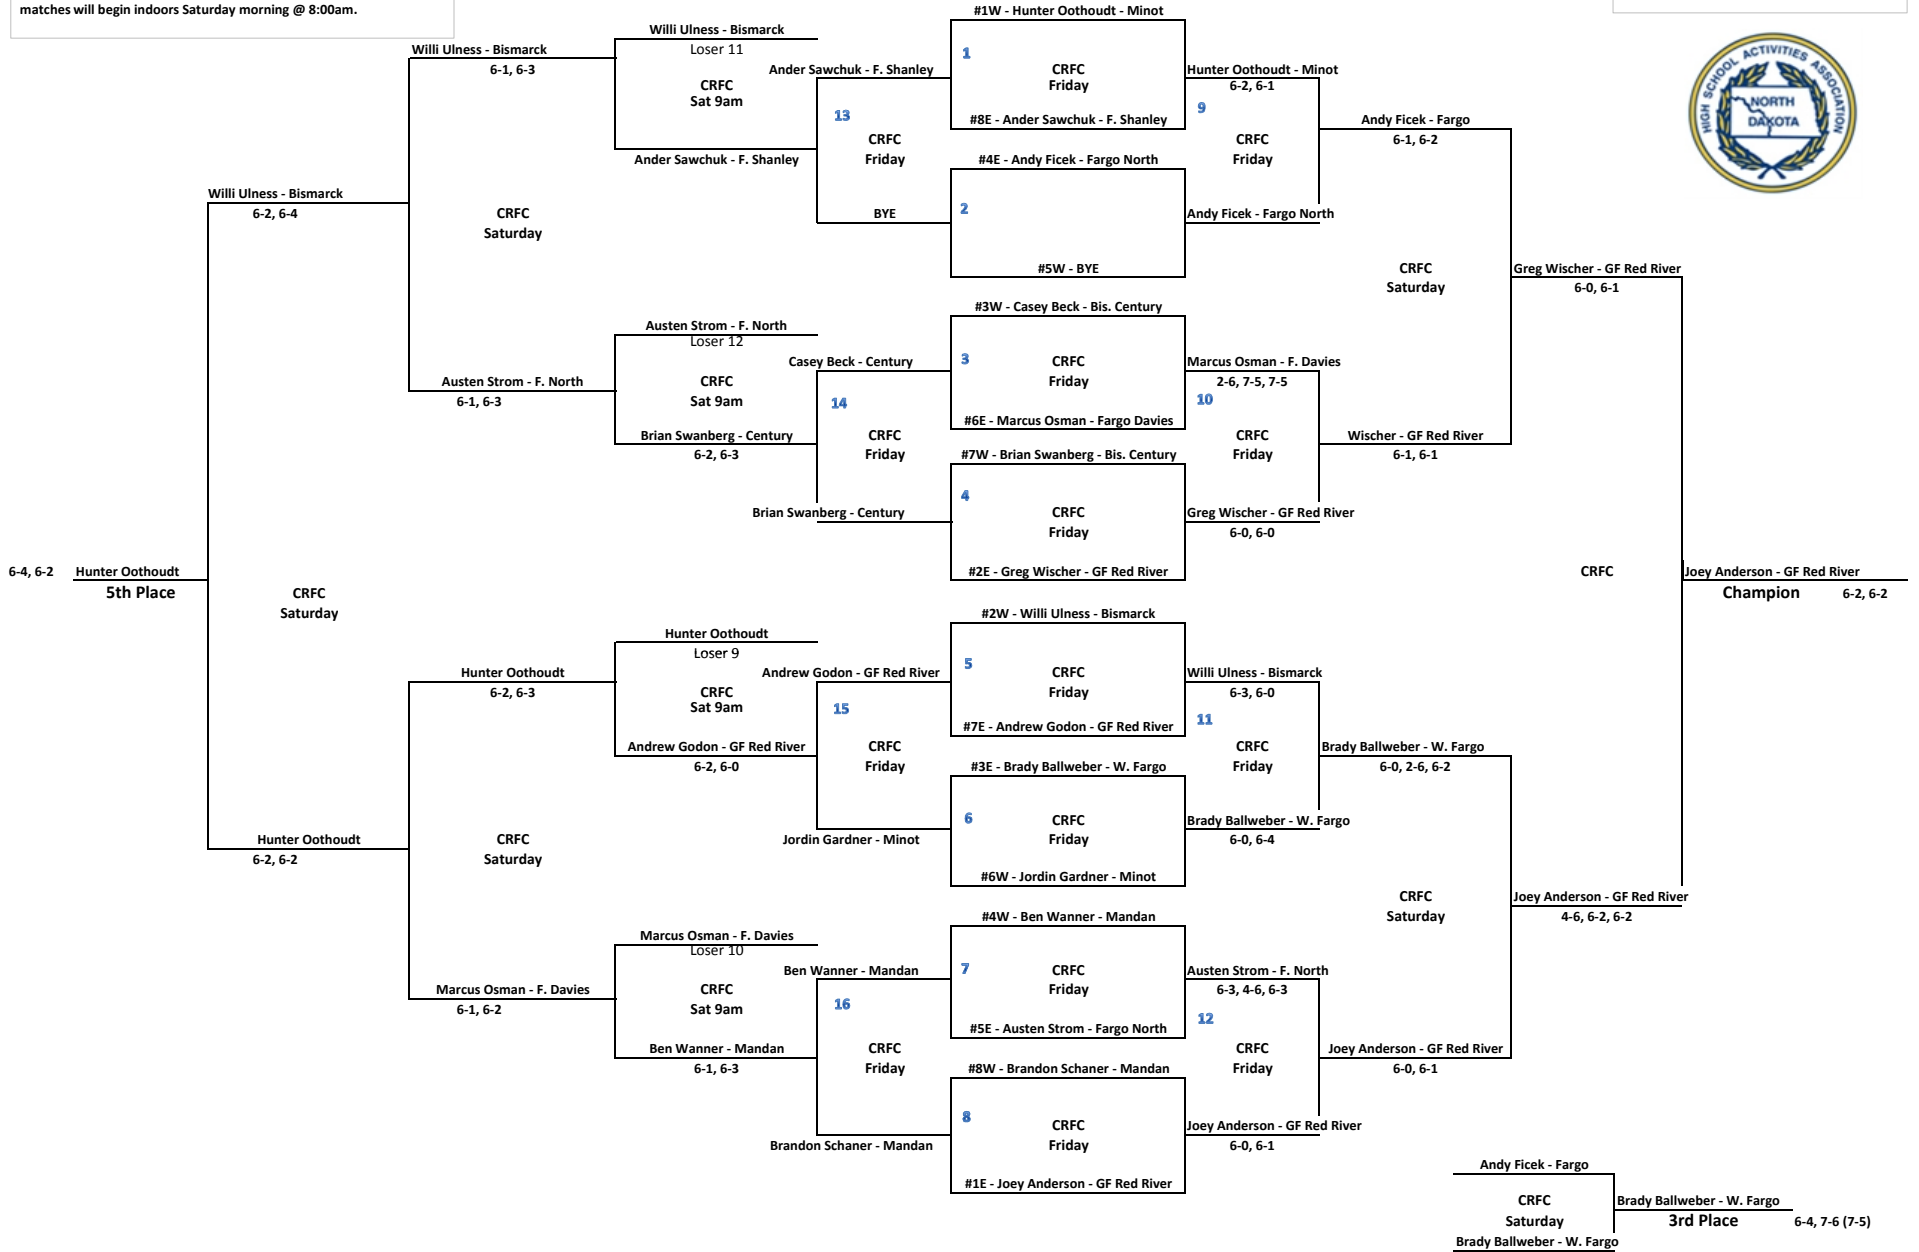 matches will begin indoors Saturday morning @ 8:00am.
#1W - Hunter Oothoudt - Minot
Willi Ulness - Bismarck
Loser 11
Willi Ulness - Bismarck
6-1, 6-3
1
CRFC
Friday
Ander Sawchuk - F. Shanley
Hunter Oothoudt - Minot
6-2, 6-1
CRFC
Sat 9am
13
9
#8E - Ander Sawchuk - F. Shanley
Andy Ficek - Fargo
6-1, 6-2
CRFC
Friday
CRFC
Friday
Ander Sawchuk - F. Shanley
#4E - Andy Ficek - Fargo North
HIGH SCHOOL ACTIVITIES ASSOCIATION
NORTH
DAKOTA
Willi Ulness - Bismarck
6-2, 6-4
CRFC
Saturday
BYE
2
Andy Ficek - Fargo North
#5W - BYE
CRFC
Saturday
Greg Wischer - GF Red River
6-0, 6-1
#3W - Casey Beck - Bis. Century
Austen Strom - F. North
Loser 12
Casey Beck - Century
3
CRFC
Friday
Marcus Osman - F. Davies
2-6, 7-5, 7-5
Austen Strom - F. North
6-1, 6-3
CRFC
Sat 9am
14
10
#6E - Marcus Osman - Fargo Davies
Brian Swanberg - Century
6-2, 6-3
CRFC
Friday
CRFC
Friday
Wischer - GF Red River
6-1, 6-1
#7W - Brian Swanberg - Bis. Century
4
Brian Swanberg - Century
CRFC
Friday
Greg Wischer - GF Red River
6-0, 6-0
#2E - Greg Wischer - GF Red River
6-4, 6-2
Hunter Oothoudt
5th Place
CRFC
Saturday
CRFC
Joey Anderson - GF Red River
Champion
6-2, 6-2
#2W - Willi Ulness - Bismarck
Hunter Oothoudt
Loser 9
Hunter Oothoudt
6-2, 6-3
Andrew Godon - GF Red River
5
CRFC
Friday
Willi Ulness - Bismarck
6-3, 6-0
CRFC
Sat 9am
15
11
#7E - Andrew Godon - GF Red River
Andrew Godon - GF Red River
6-2, 6-0
CRFC
Friday
CRFC
Friday
Brady Ballweber - W. Fargo
6-0, 2-6, 6-2
#3E - Brady Ballweber - W. Fargo
6
CRFC
Friday
Brady Ballweber - W. Fargo
6-0, 6-4
Hunter Oothoudt
6-2, 6-2
CRFC
Saturday
Jordin Gardner - Minot
#6W - Jordin Gardner - Minot
CRFC
Saturday
Joey Anderson - GF Red River
4-6, 6-2, 6-2
#4W - Ben Wanner - Mandan
Marcus Osman - F. Davies
Loser 10
Ben Wanner - Mandan
7
CRFC
Friday
Austen Strom - F. North
6-3, 4-6, 6-3
Marcus Osman - F. Davies
6-1, 6-2
CRFC
Sat 9am
16
12
#5E - Austen Strom - Fargo North
Ben Wanner - Mandan
6-1, 6-3
CRFC
Friday
CRFC
Friday
Joey Anderson - GF Red River
6-0, 6-1
#8W - Brandon Schaner - Mandan
8
CRFC
Friday
Joey Anderson - GF Red River
6-0, 6-1
Brandon Schaner - Mandan
#1E - Joey Anderson - GF Red River
Andy Ficek - Fargo
CRFC
Saturday
Brady Ballweber - W. Fargo
3rd Place
6-4, 7-6 (7-5)
Brady Ballweber - W. Fargo